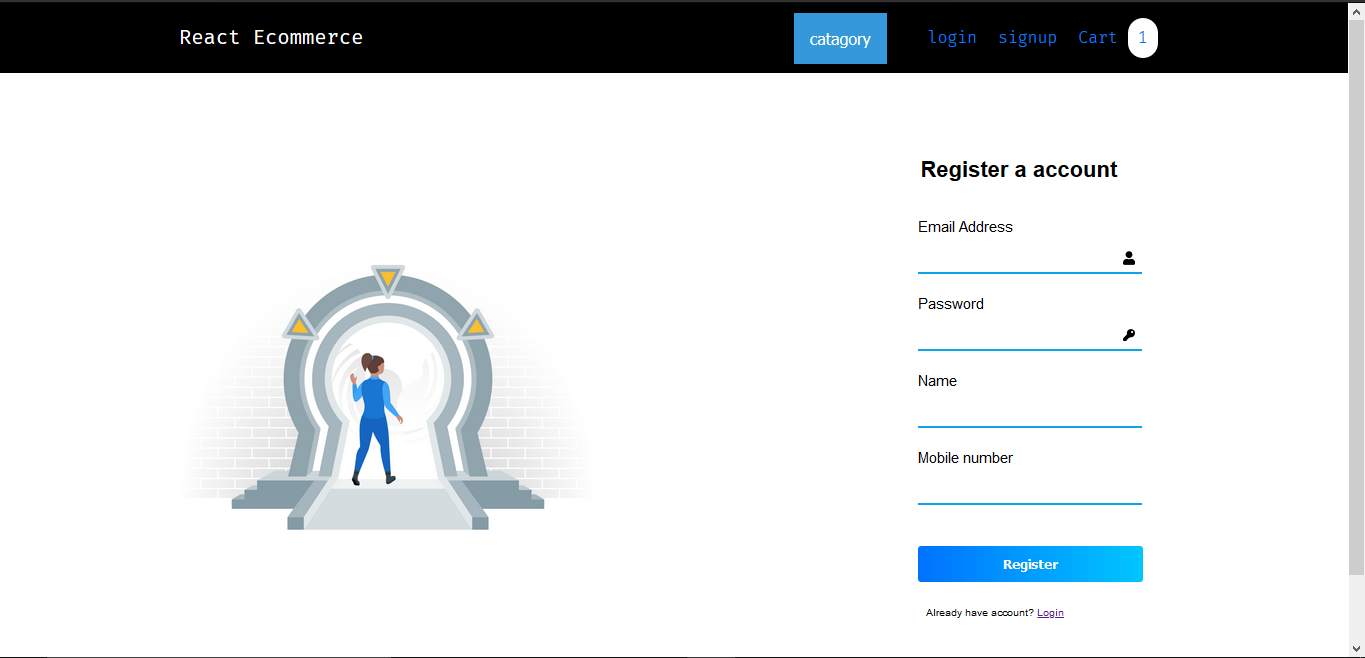 React Ecommerce catagory login signup Cart 1
Register a account
Email Address
Password
Name
Mobile number
Register
Already have account? Login